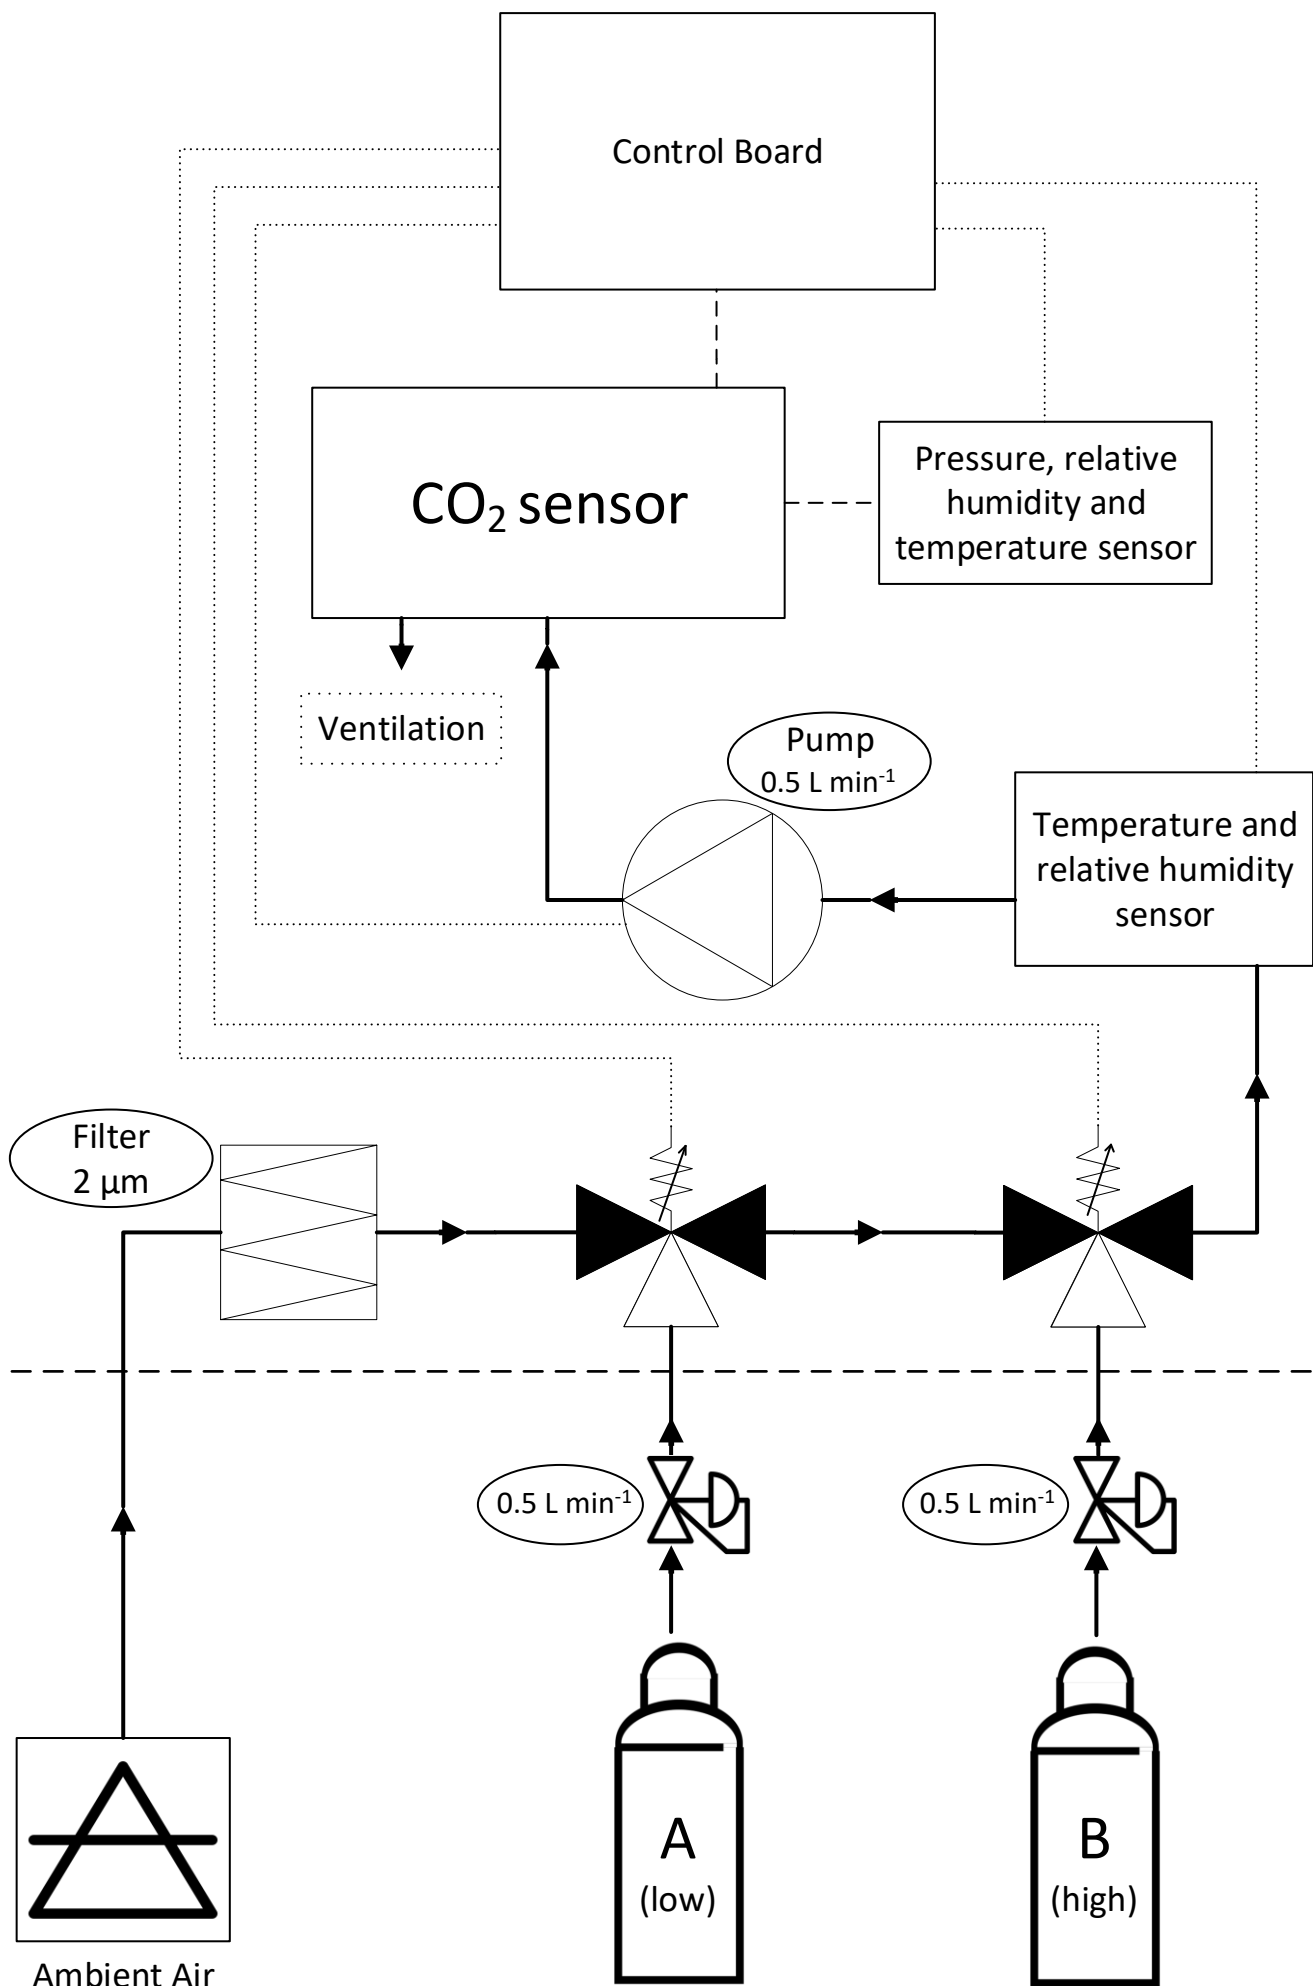 Control Board
CO₂ sensor
Pressure, relative
humidity and
temperature sensor
Ventilation
Pump
0.5 L min⁻¹
Temperature and
relative humidity
sensor
Filter
2 µm
0.5 L min⁻¹
0.5 L min⁻¹
A
(low)
B
(high)
Ambient Air